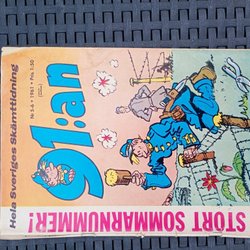 Hela Sveriges Skämttidning
Nr 5-6 • 1961 • Pris 1:50
91:an
STORT SOMMARNUMMER!